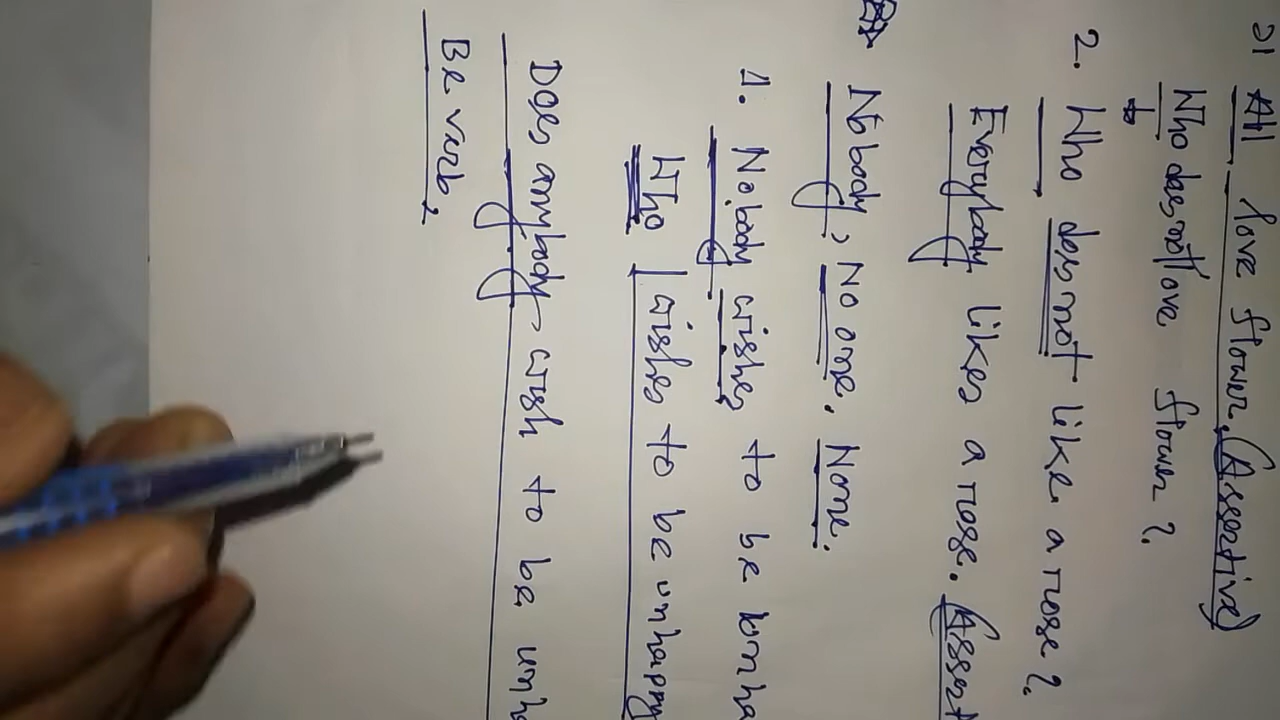 ১। All love flower. (Assertive)
Who does not love flower ?.
2. Who does not like a rose ?.
Everybody likes a rose. (Assert
Nobody, No one. None.
1. Nobody wishes to be
Who wishes to be unhappy
Does anybody wish to be unh
Be verb,